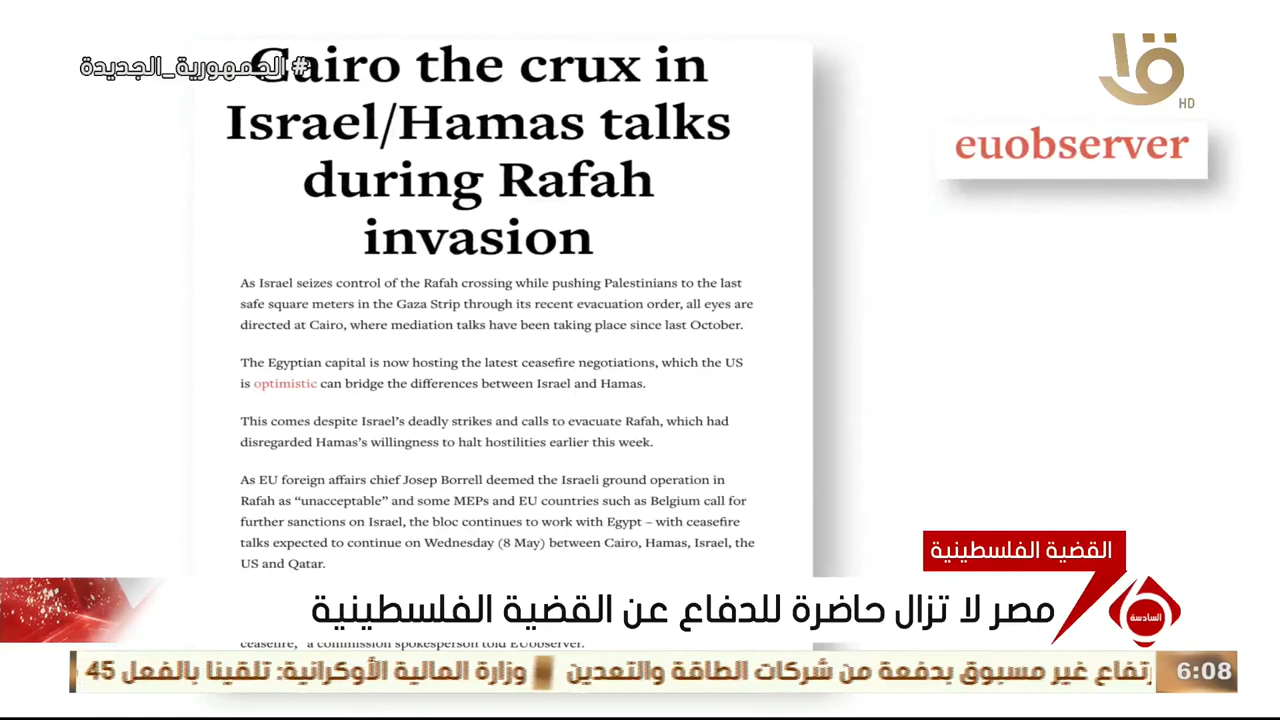 #الجمهورية_الجديدة
HD
euobserver
Cairo the crux in
Israel/Hamas talks
during Rafah
invasion
As Israel seizes control of the Rafah crossing while pushing Palestinians to the last
safe square meters in the Gaza Strip through its recent evacuation order, all eyes are
directed at Cairo, where mediation talks have been taking place since last October.
The Egyptian capital is now hosting the latest ceasefire negotiations, which the US
is optimistic can bridge the differences between Israel and Hamas.
This comes despite Israel’s deadly strikes and calls to evacuate Rafah, which had
disregarded Hamas’s willingness to halt hostilities earlier this week.
As EU foreign affairs chief Josep Borrell deemed the Israeli ground operation in
Rafah as “unacceptable” and some MEPs and EU countries such as Belgium call for
further sanctions on Israel, the bloc continues to work with Egypt – with ceasefire
talks expected to continue on Wednesday (8 May) between Cairo, Hamas, Israel, the
US and Qatar.
القضية الفلسطينية
مصر لا تزال حاضرة للدفاع عن القضية الفلسطينية
السادسة
ceasefire,” a commission spokesperson told EUobserver.
غير مسبوق بدفعة من شركات الطاقة والتعدين وزارة المالية الأوكرانية: تلقينا بالفعل 45
6:08